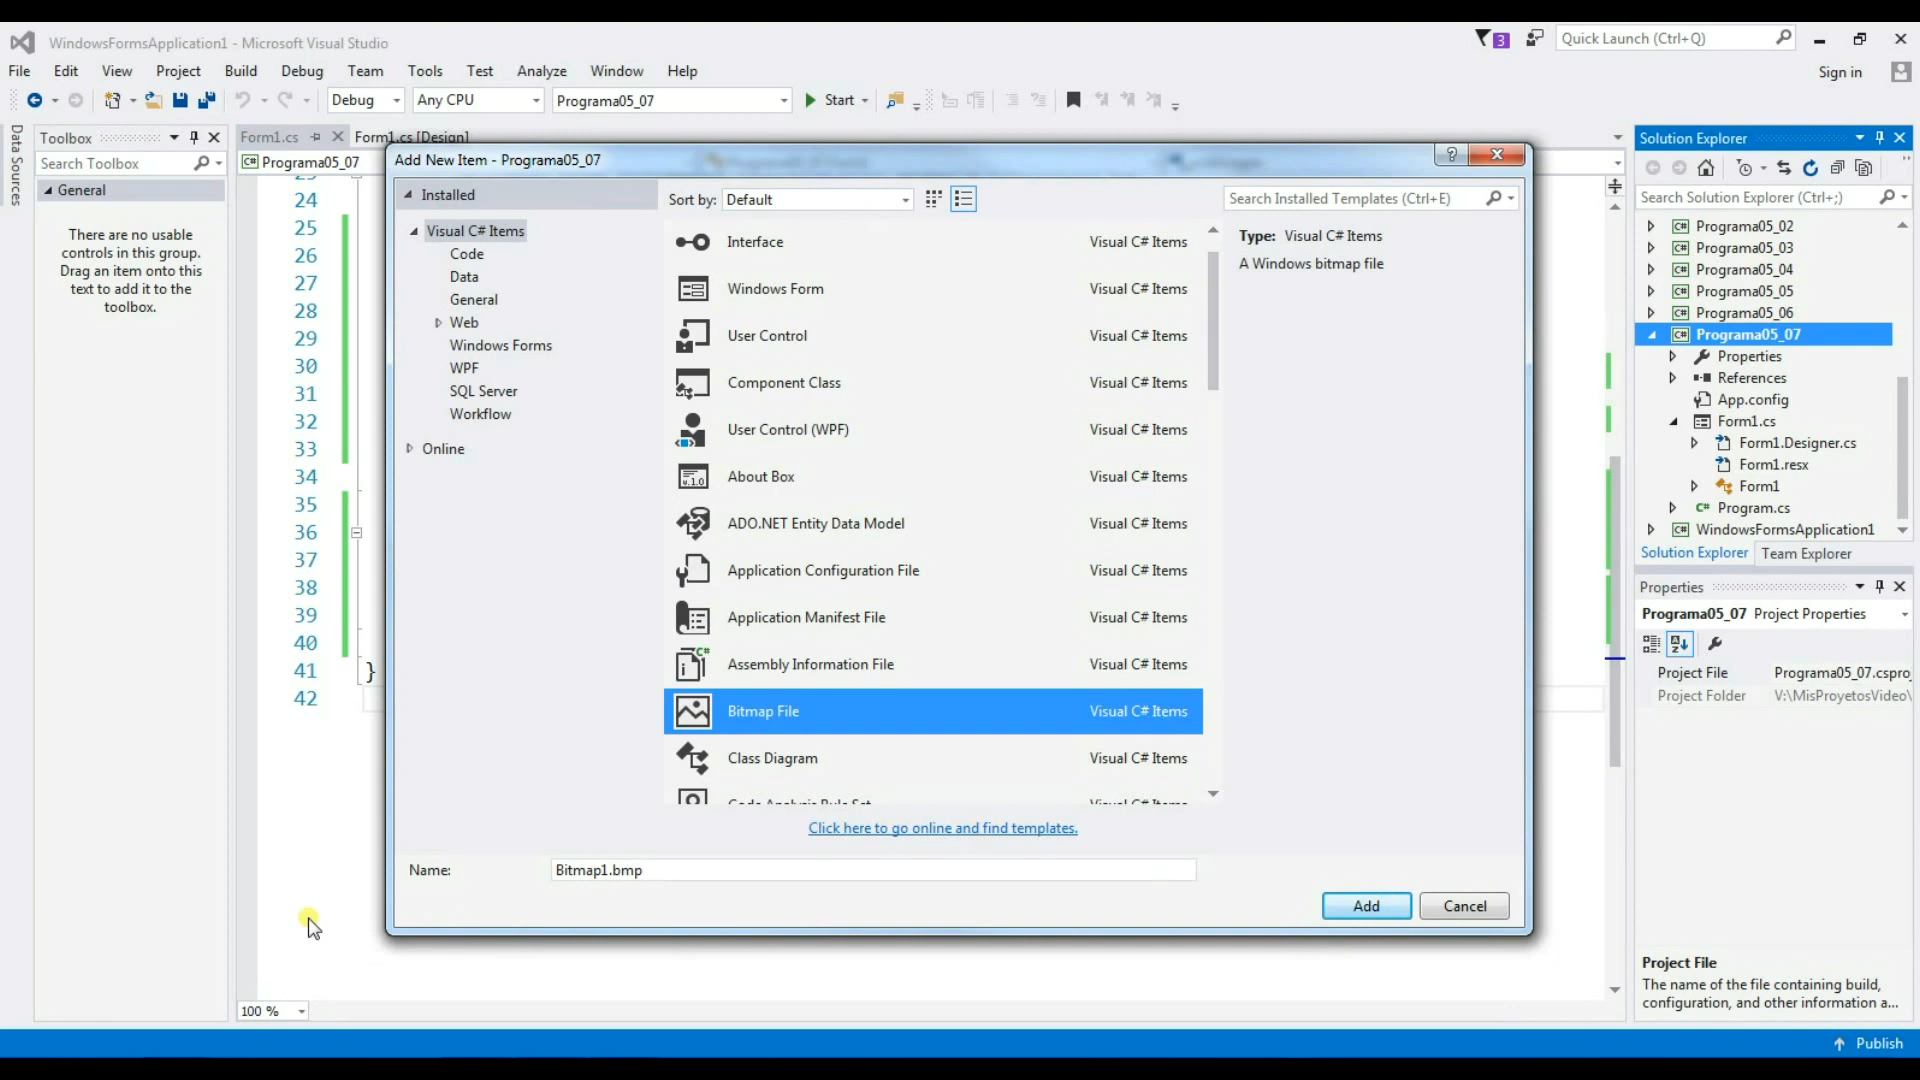 WindowsFormsApplication1 - Microsoft Visual Studio
3
Quick Launch (Ctrl+Q)
File Edit View Project Build Debug Team Tools Test Analyze Window Help
Sign in
Debug
Any CPU
Programa05_07
Start
Data Sources
Toolbox
Search Toolbox
General
There are no usable
controls in this group.
Drag an item onto this
text to add it to the
toolbox.
Form1.cs
Form1.cs [Design]
Programa05_07
24
25
26
27
28
29
30
31
32
33
34
35
36
37
38
39
40
41 }
42
100 %
Add New Item - Programa05_07
Installed
Visual C# Items
Code
Data
General
Web
Windows Forms
WPF
SQL Server
Workflow
Online
Sort by: Default
Search Installed Templates (Ctrl+E)
Interface Visual C# Items
Windows Form Visual C# Items
User Control Visual C# Items
Component Class Visual C# Items
User Control (WPF) Visual C# Items
About Box Visual C# Items
ADO.NET Entity Data Model Visual C# Items
Application Configuration File Visual C# Items
Application Manifest File Visual C# Items
Assembly Information File Visual C# Items
Bitmap File Visual C# Items
Class Diagram Visual C# Items
Type: Visual C# Items
A Windows bitmap file
Click here to go online and find templates.
Name: Bitmap1.bmp
Add
Cancel
Solution Explorer
Search Solution Explorer (Ctrl+;)
Programa05_02
Programa05_03
Programa05_04
Programa05_05
Programa05_06
Programa05_07
Properties
References
App.config
Form1.cs
Form1.Designer.cs
Form1.resx
Form1
Program.cs
WindowsFormsApplication1
Solution Explorer
Team Explorer
Properties
Programa05_07 Project Properties
Project File Programa05_07.csproj
Project Folder V:\MisProyetosVideo\
Project File
The name of the file containing build,
configuration, and other information a...
Publish